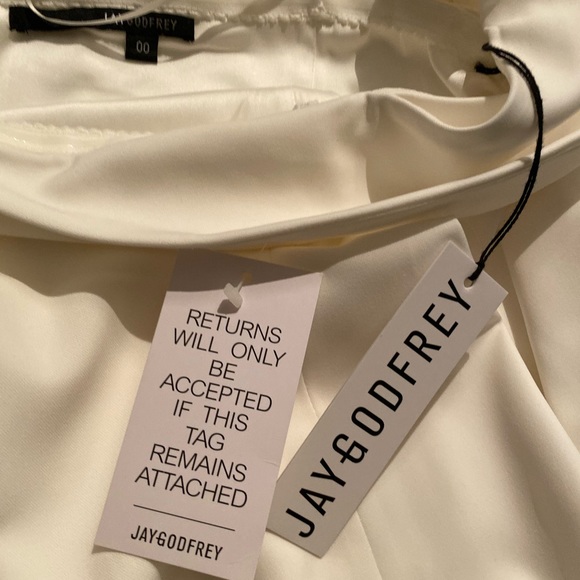 JAYGODFREY
00
RETURNS
WILL ONLY
BE
ACCEPTED
IF THIS
TAG
REMAINS
ATTACHED
JAYGODFREY
JAYGODFREY